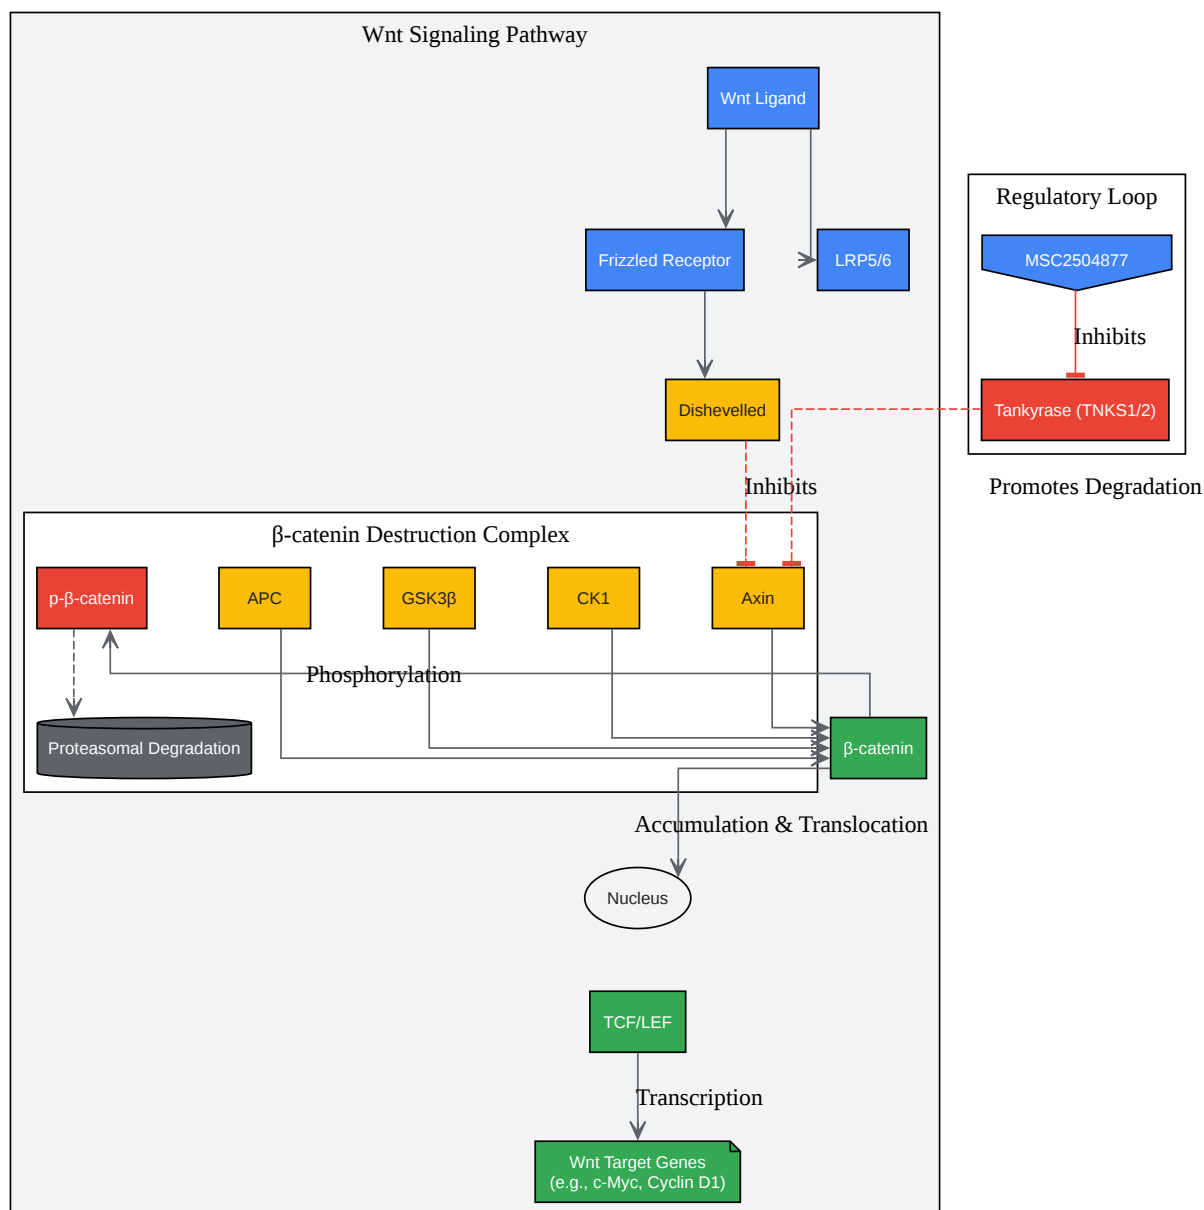 Wnt Signaling Pathway
Wnt Ligand
Regulatory Loop
Frizzled Receptor
LRP5/6
MSC2504877
Inhibits
Dishevelled
Tankyrase (TNKS1/2)
Inhibits
Promotes Degradation
β-catenin Destruction Complex
p-β-catenin
APC
GSK3β
CK1
Axin
Phosphorylation
Proteasomal Degradation
β-catenin
Accumulation & Translocation
Nucleus
TCF/LEF
Transcription
Wnt Target Genes
(e.g., c-Myc, Cyclin D1)